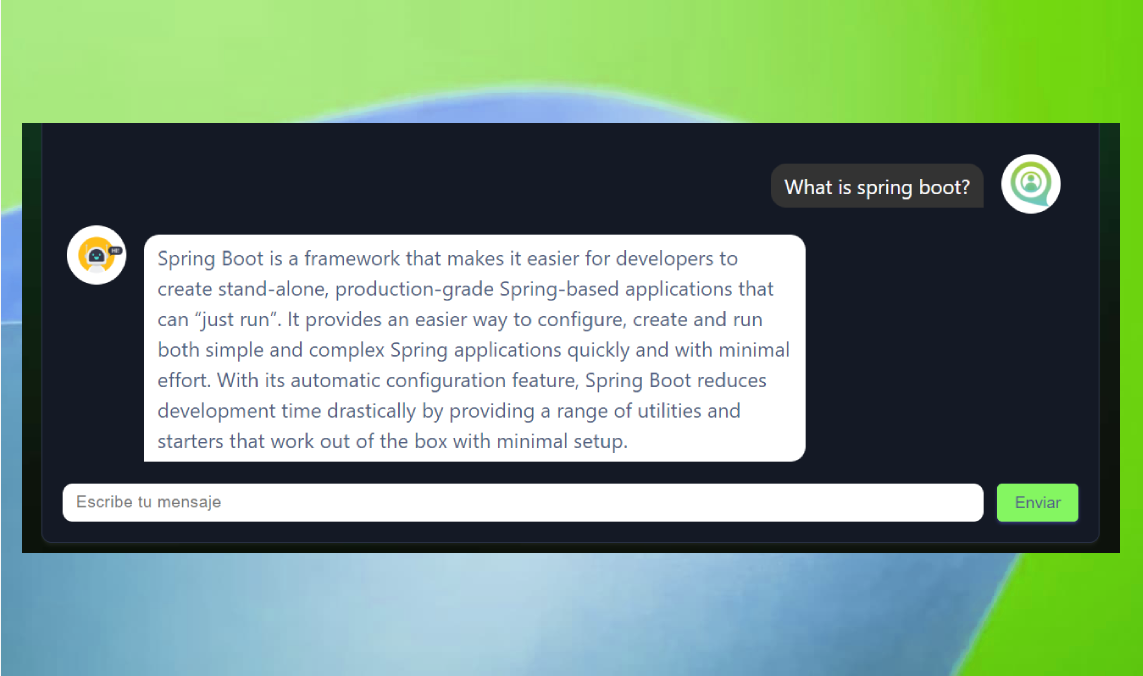 What is spring boot?
Spring Boot is a framework that makes it easier for developers to
create stand-alone, production-grade Spring-based applications that
can “just run“. It provides an easier way to configure, create and run
both simple and complex Spring applications quickly and with minimal
effort. With its automatic configuration feature, Spring Boot reduces
development time drastically by providing a range of utilities and
starters that work out of the box with minimal setup.
Escribe tu mensaje
Enviar